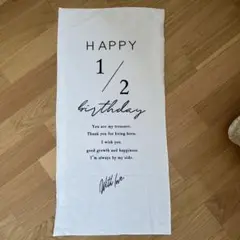 HAPPY
1/2
birthday
You are my treasure.
Thank you for being born.
I wish you
good growth and happiness.
I'm always by my side.